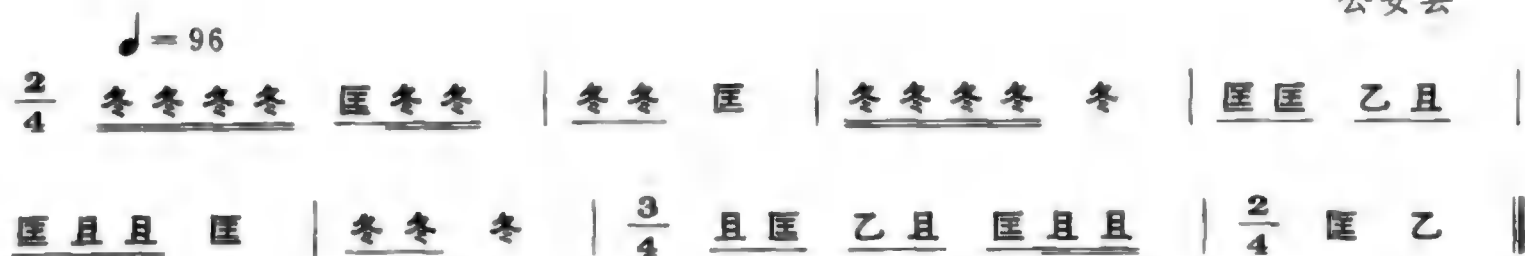 公安县
♩= 96
2/4 冬冬冬冬 匡冬冬 | 冬冬 匡 | 冬冬冬冬 冬 | 匡匡 乙且 |
匡且且 匡 | 冬冬 冬 | 3/4 且匡 乙且 匡且且 | 2/4 匡 乙 ‖